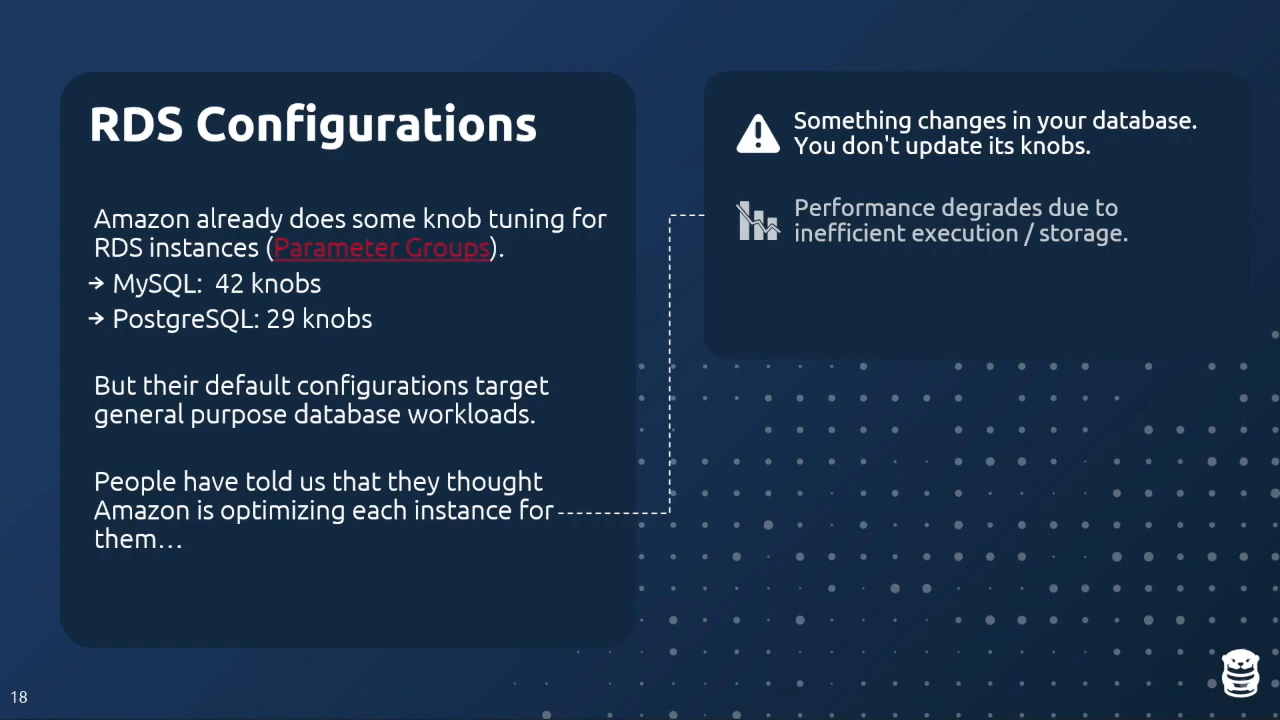 RDS Configurations
Amazon already does some knob tuning for
RDS instances (Parameter Groups).
→ MySQL: 42 knobs
→ PostgreSQL: 29 knobs
But their default configurations target
general purpose database workloads.
People have told us that they thought
Amazon is optimizing each instance for
them…
Something changes in your database.
You don't update its knobs.
Performance degrades due to
inefficient execution / storage.
18